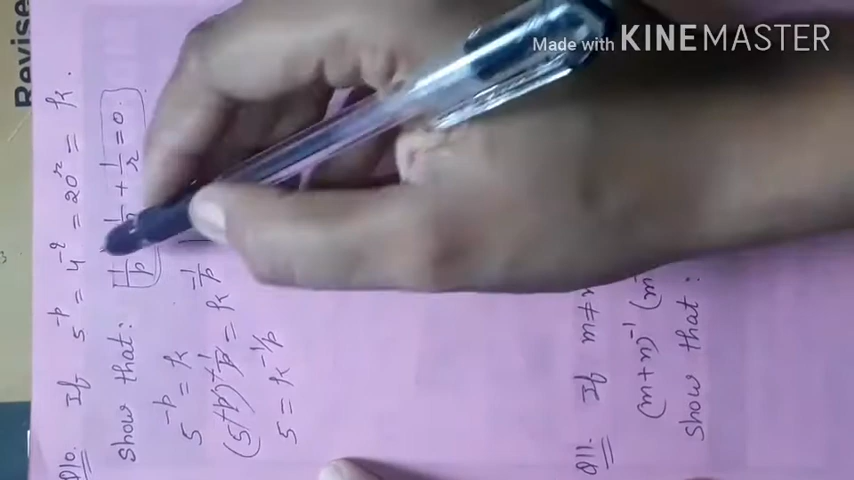 Revise
Made with KINEMASTER
Q10. If 5^-p = 4^-q = 20^r = k.
show that: 1/p + 1/r = 0.
5^-p = k
(5^-p)^-1/p = k^-1/p
5 = k^-1/p
Q11. If m ≠
(m+n)^-1 (m
show that: